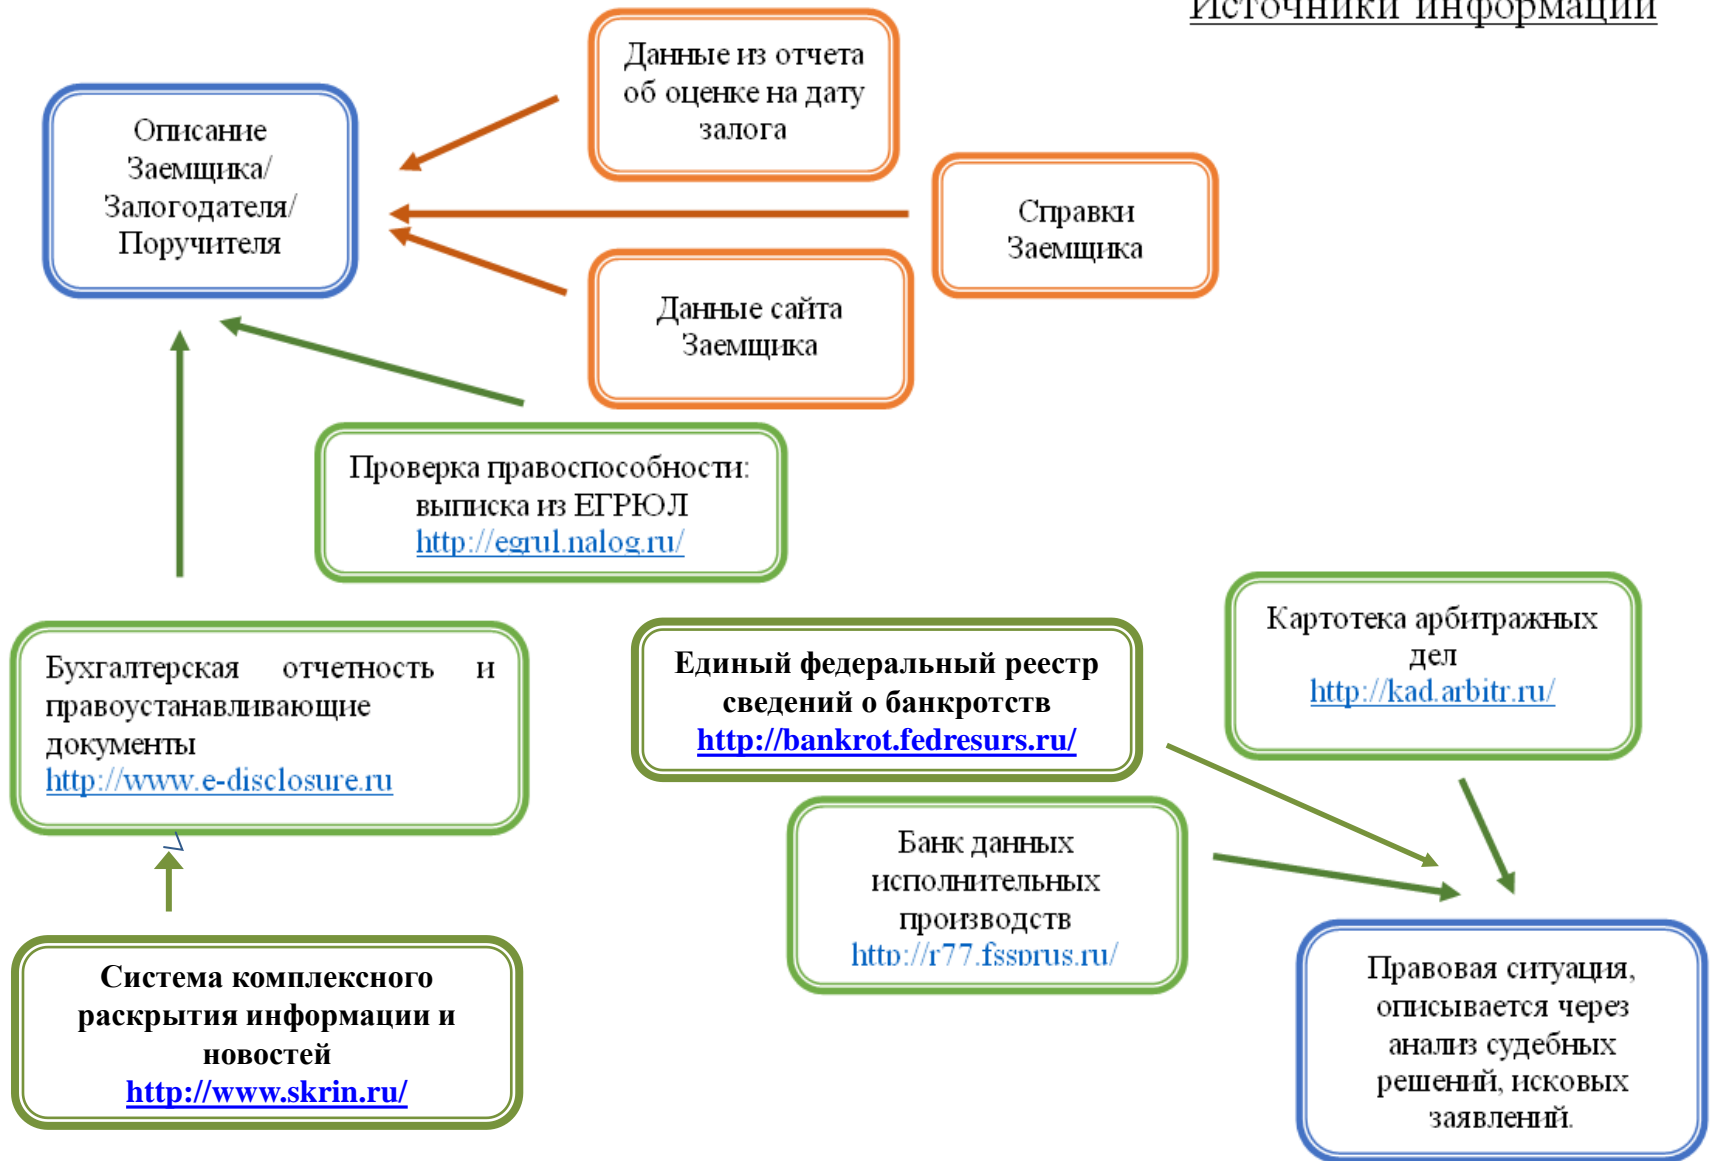 Источники информации
Данные из отчета
об оценке на дату
залога
Описание
Заемщика/
Залогодателя/
Поручителя
Справки
Заемщика
Данные сайта
Заемщика
Проверка правоспособности:
выписка из ЕГРЮЛ
http://egrul.nalog.ru/
Бухгалтерская отчетность и
правоустанавливающие
документы
http://www.e-disclosure.ru
Единый федеральный реестр
сведений о банкротств
http://bankrot.fedresurs.ru/
Картотека арбитражных
дел
http://kad.arbitr.ru/
Банк данных
исполнительных
производств
http://r77.fssprus.ru/
Система комплексного
раскрытия информации и
новостей
http://www.skrin.ru/
Правовая ситуация,
описывается через
анализ судебных
решений, исковых
заявлений.